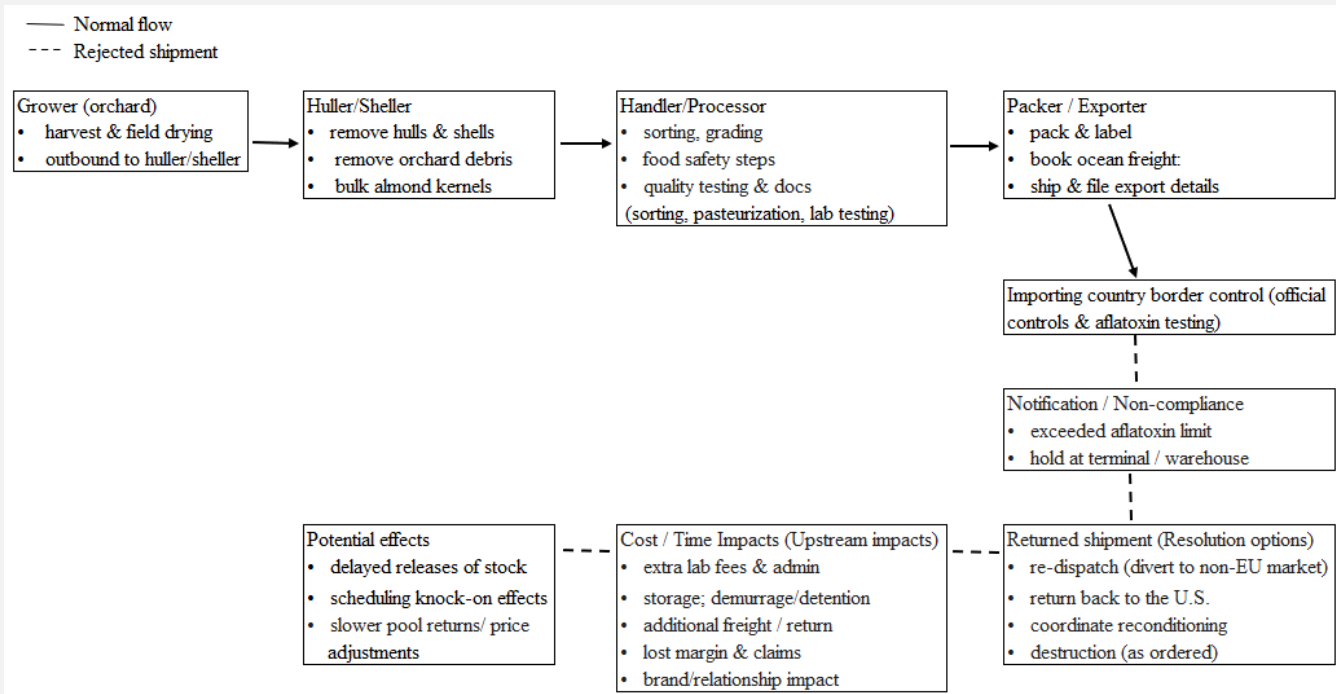 Normal flow
Rejected shipment
Grower (orchard)
• harvest & field drying
• outbound to huller/sheller
Huller/Sheller
• remove hulls & shells
• remove orchard debris
• bulk almond kernels
Handler/Processor
• sorting, grading
• food safety steps
• quality testing & docs
(sorting, pasteurization, lab testing)
Packer / Exporter
• pack & label
• book ocean freight:
• ship & file export details
Importing country border control (official
controls & aflatoxin testing)
Notification / Non-compliance
• exceeded aflatoxin limit
• hold at terminal / warehouse
Returned shipment (Resolution options)
• re-dispatch (divert to non-EU market)
• return back to the U.S.
• coordinate reconditioning
• destruction (as ordered)
Cost / Time Impacts (Upstream impacts)
• extra lab fees & admin
• storage; demurrage/detention
• additional freight / return
• lost margin & claims
• brand/relationship impact
Potential effects
• delayed releases of stock
• scheduling knock-on effects
• slower pool returns/ price
adjustments